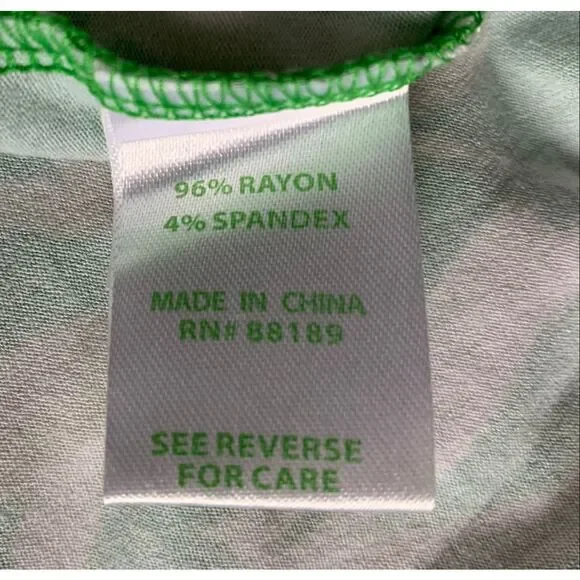 96% RAYON
4% SPANDEX
MADE IN CHINA
RN# 88189
SEE REVERSE
FOR CARE